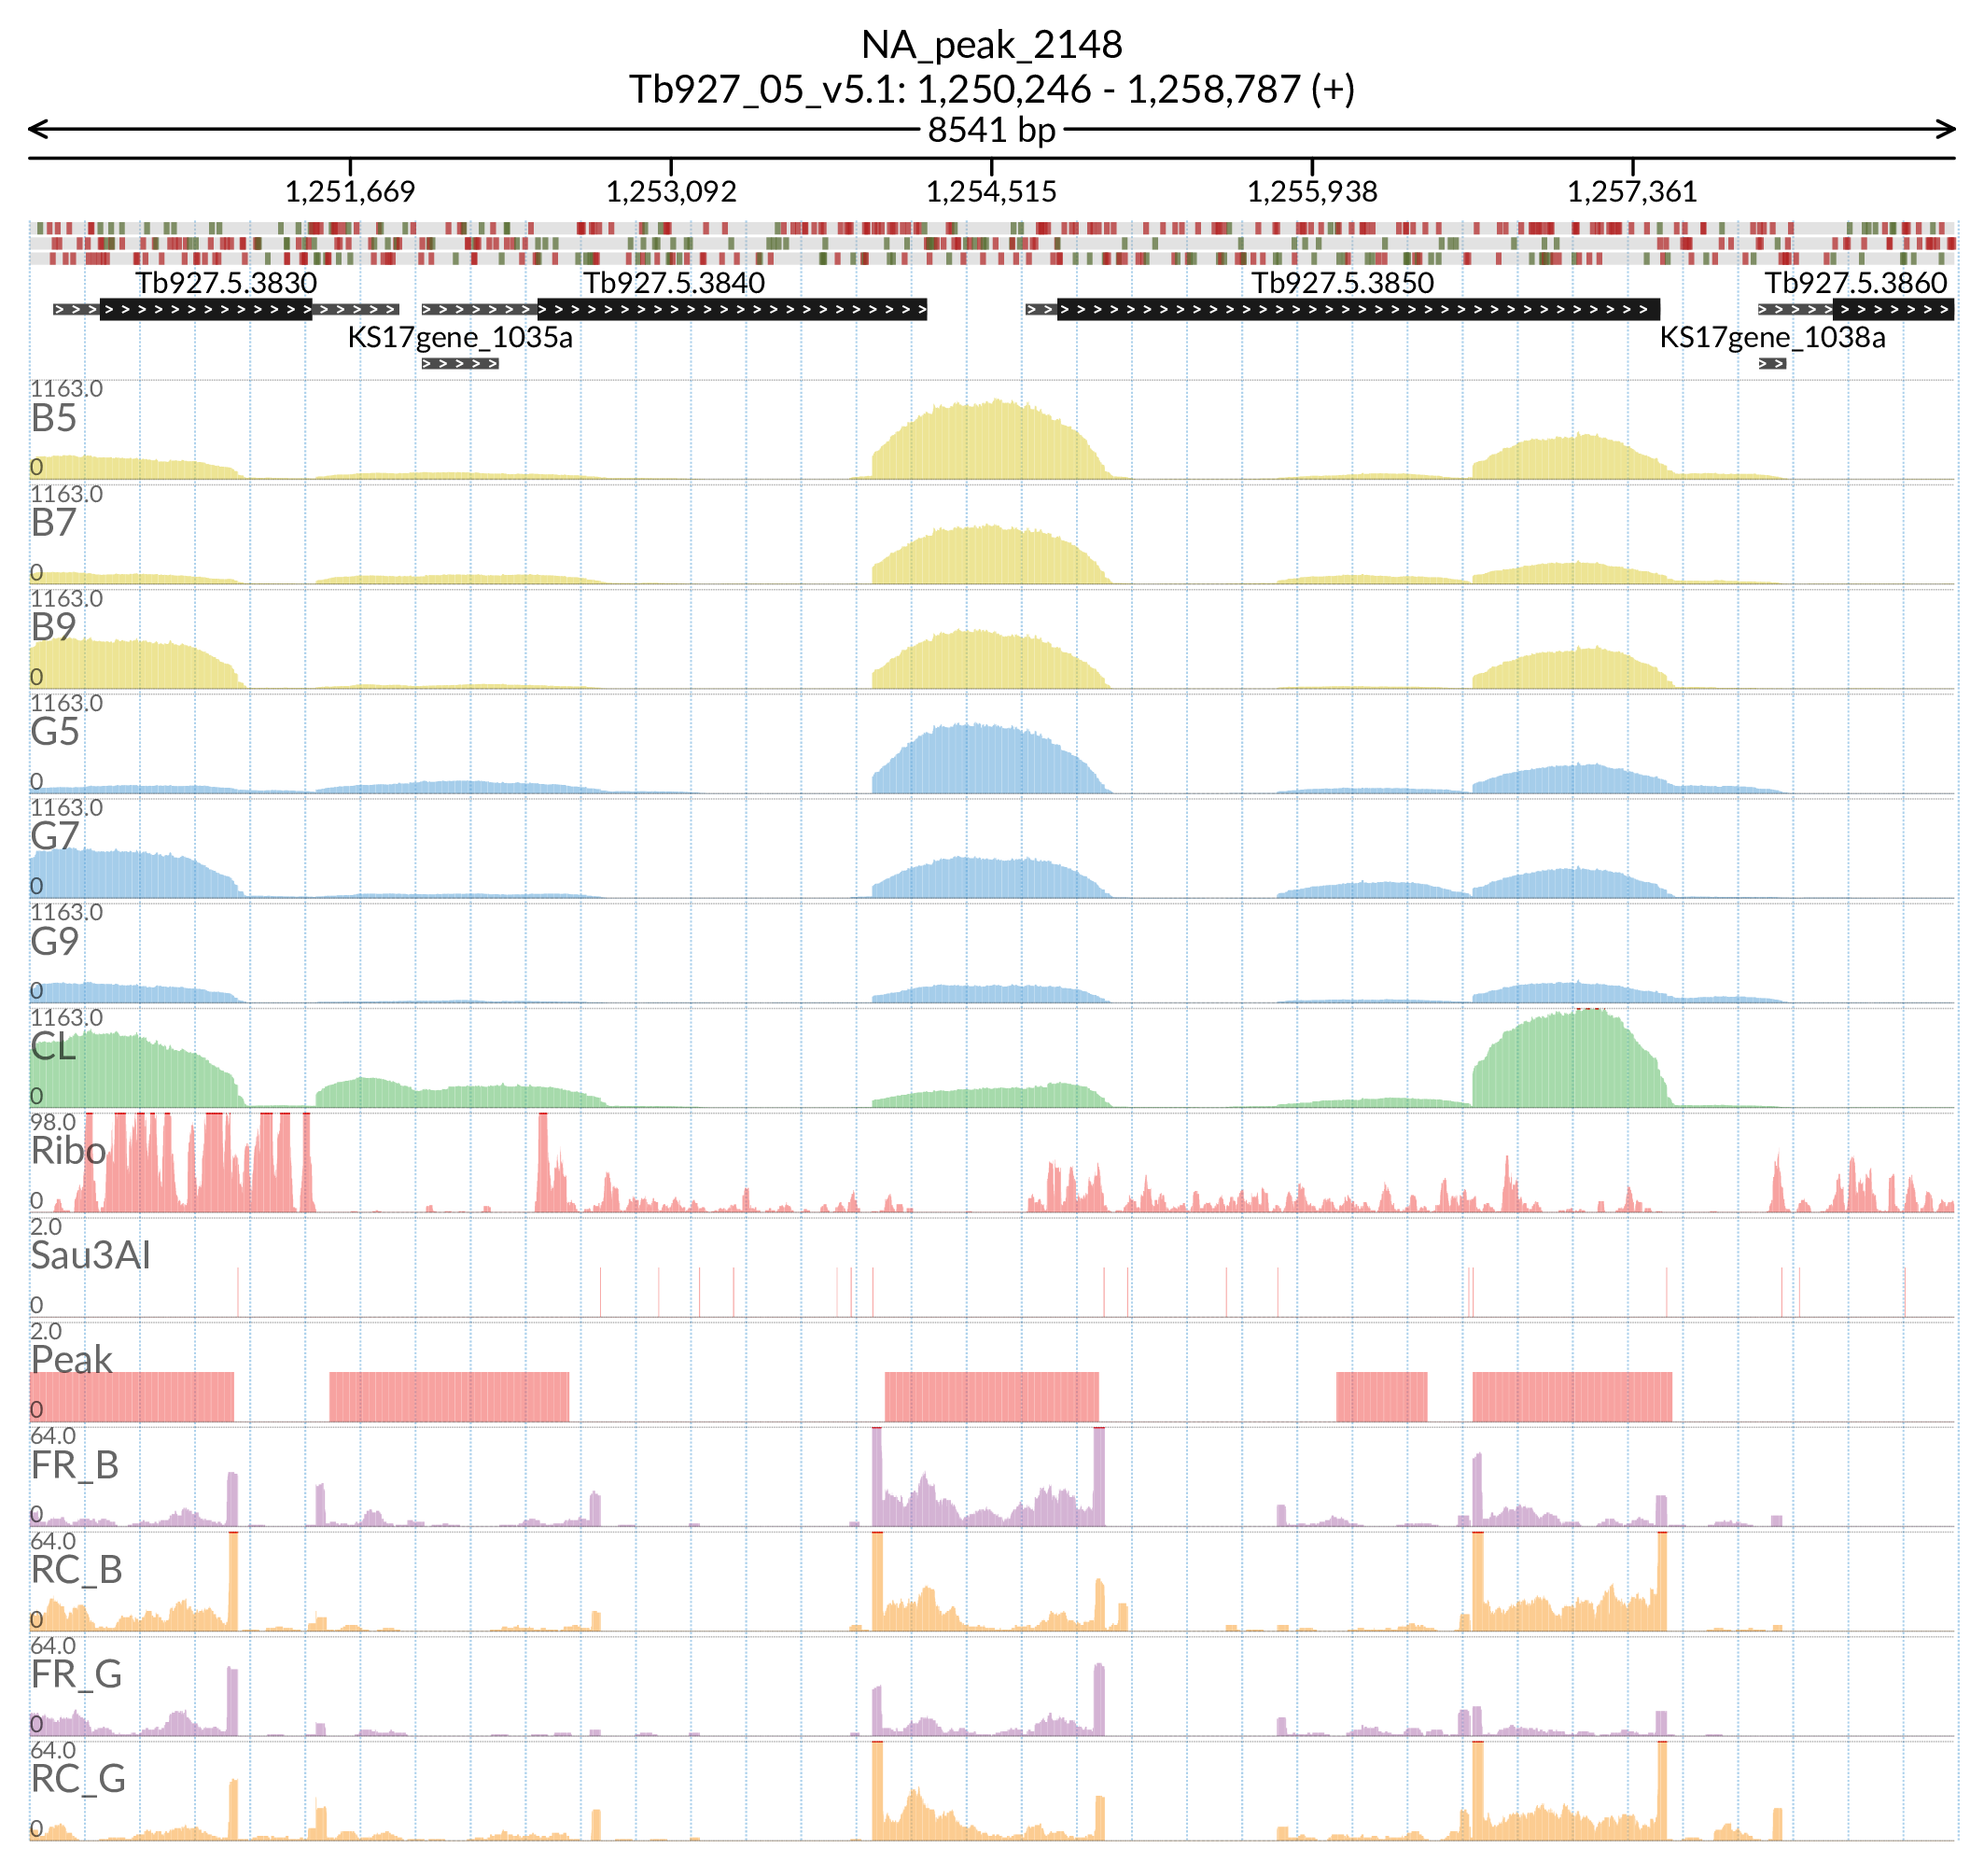 NA_peak_2148
Tb927_05_v5.1: 1,250,246 - 1,258,787 (+)
8541 bp
1,251,669 1,253,092 1,254,515 1,255,938 1,257,361
Tb927.5.3830 Tb927.5.3840 Tb927.5.3850 Tb927.5.3860
KS17gene_1035a KS17gene_1038a
1163.0
B5
0
1163.0
B7
0
1163.0
B9
0
1163.0
G5
0
1163.0
G7
0
1163.0
G9
0
1163.0
CL
0
98.0
Ribo
0
2.0
Sau3AI
0
2.0
Peak
0
64.0
FR_B
0
64.0
RC_B
0
64.0
FR_G
0
64.0
RC_G
0